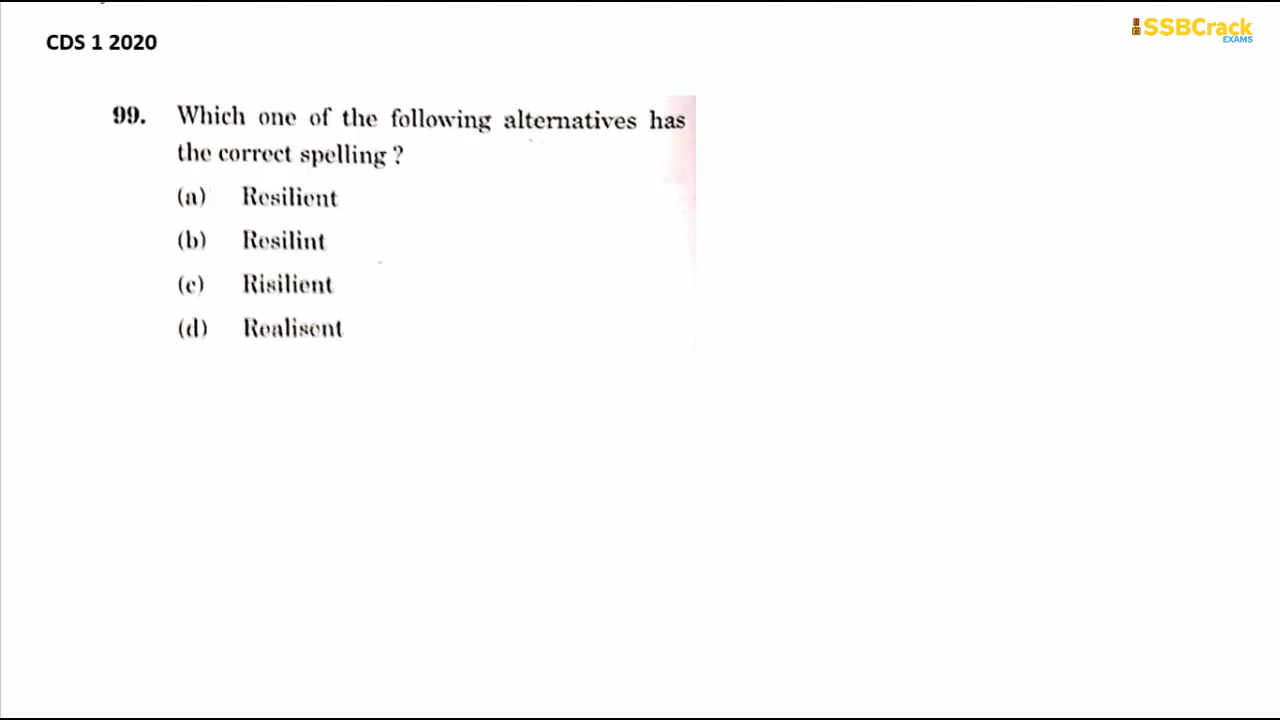 CDS 1 2020
SSBCrack
EXAMS
99. Which one of the following alternatives has
the correct spelling ?
(a) Resilient
(b) Resilint
(c) Risilient
(d) Realisent